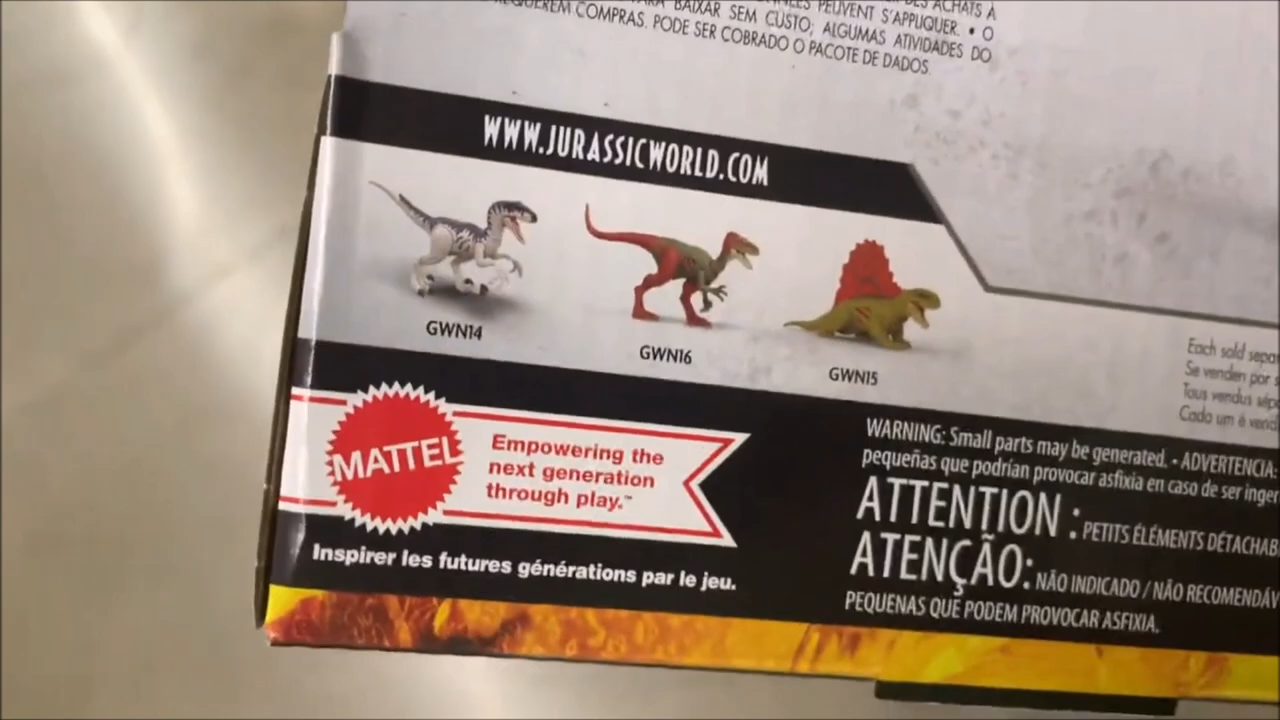 DES ACHATS À
PEUVENT S'APPLIQUER. • O
BAIXAR SEM CUSTO; ALGUMAS ATIVIDADES DO
REQUEREM COMPRAS. PODE SER COBRADO O PACOTE DE DADOS.
WWW.JURASSICWORLD.COM
GWN14
GWN16
GWN15
Each sold
Se venden por
Tous vendus
Cada um é
MATTEL
Empowering the
next generation
through play.™
Inspirer les futures générations par le jeu.
WARNING: Small parts may be generated. • ADVERTENCIA:
pequeñas que podrían provocar asfixia en caso de ser
ATTENTION : PETITS ÉLÉMENTS
ATENÇÃO: NÃO INDICADO / NÃO
PEQUENAS QUE PODEM PROVOCAR ASFIXIA.